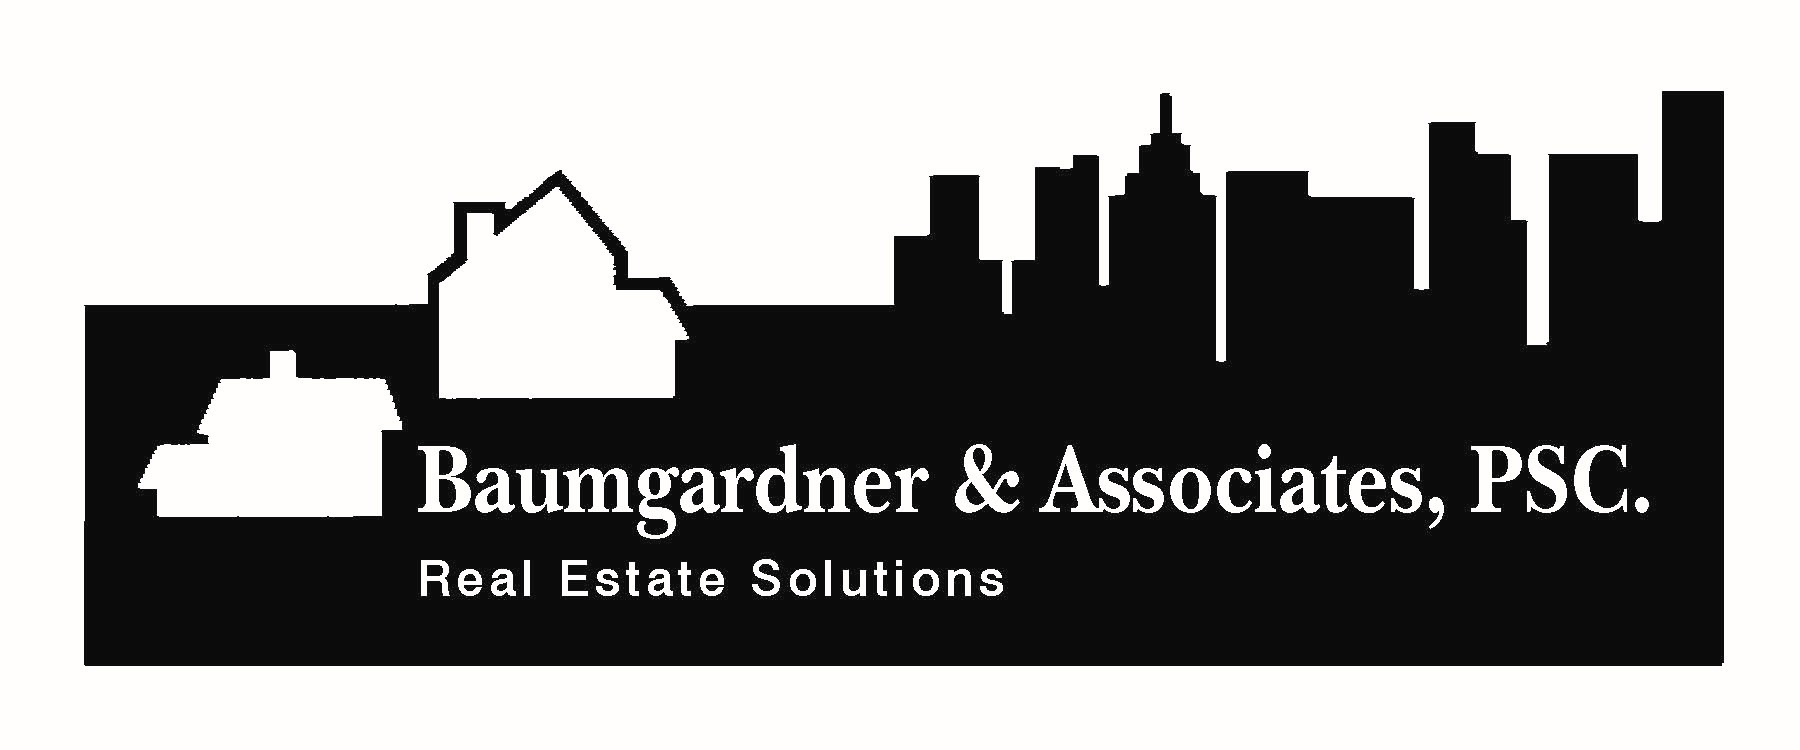 Baumgardner & Associates, PSC.
Real Estate Solutions